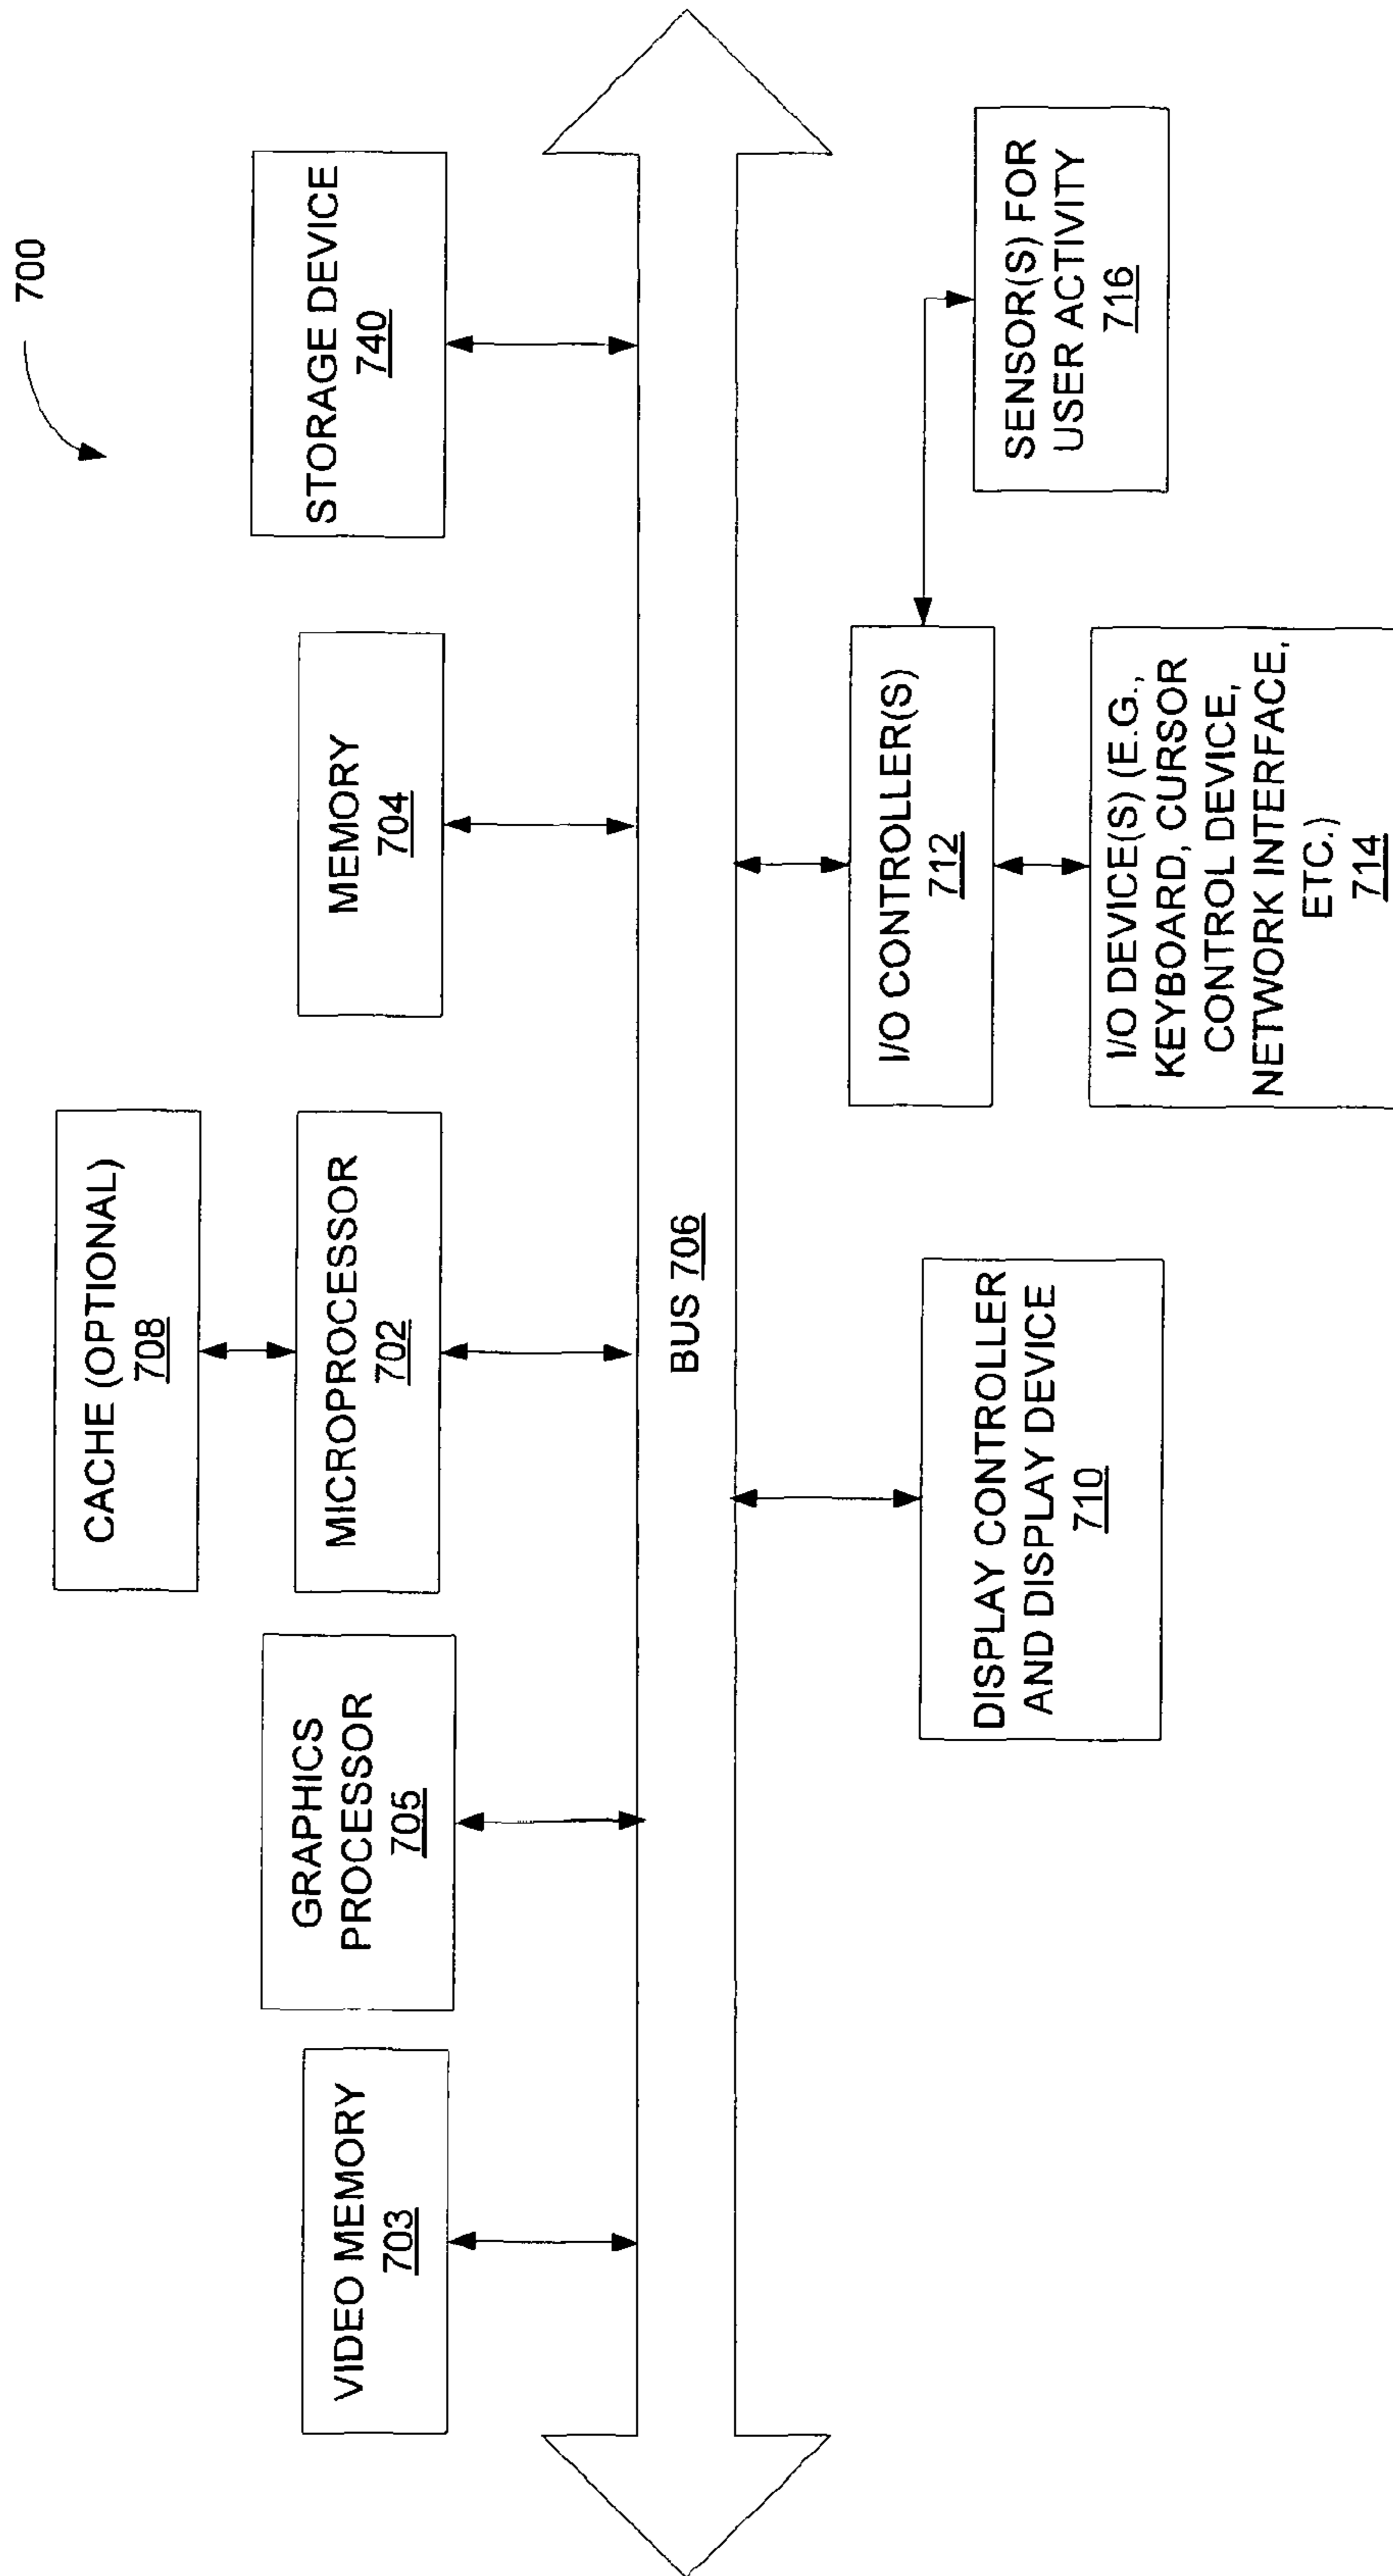 700
CACHE (OPTIONAL)
708
VIDEO MEMORY
703
GRAPHICS
PROCESSOR
705
MICROPROCESSOR
702
MEMORY
704
STORAGE DEVICE
740
BUS 706
DISPLAY CONTROLLER
AND DISPLAY DEVICE
710
I/O CONTROLLER(S)
712
SENSOR(S) FOR
USER ACTIVITY
716
I/O DEVICE(S) (E.G.,
KEYBOARD, CURSOR
CONTROL DEVICE,
NETWORK INTERFACE,
ETC.)
714